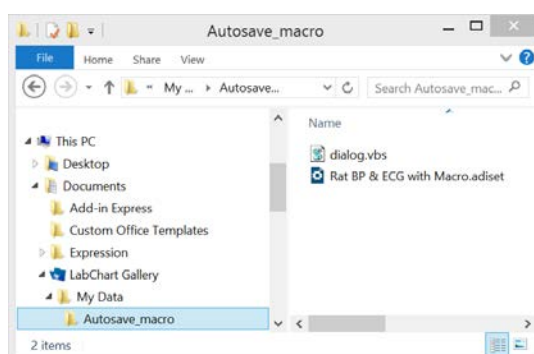 Autosave_macro
File Home Share View
« My ... Autosave... Search Autosave_mac...
Name
This PC
Desktop
Documents
Add-in Express
Custom Office Templates
Expression
LabChart Gallery
My Data
Autosave_macro
dialog.vbs
Rat BP & ECG with Macro.adiset
2 items